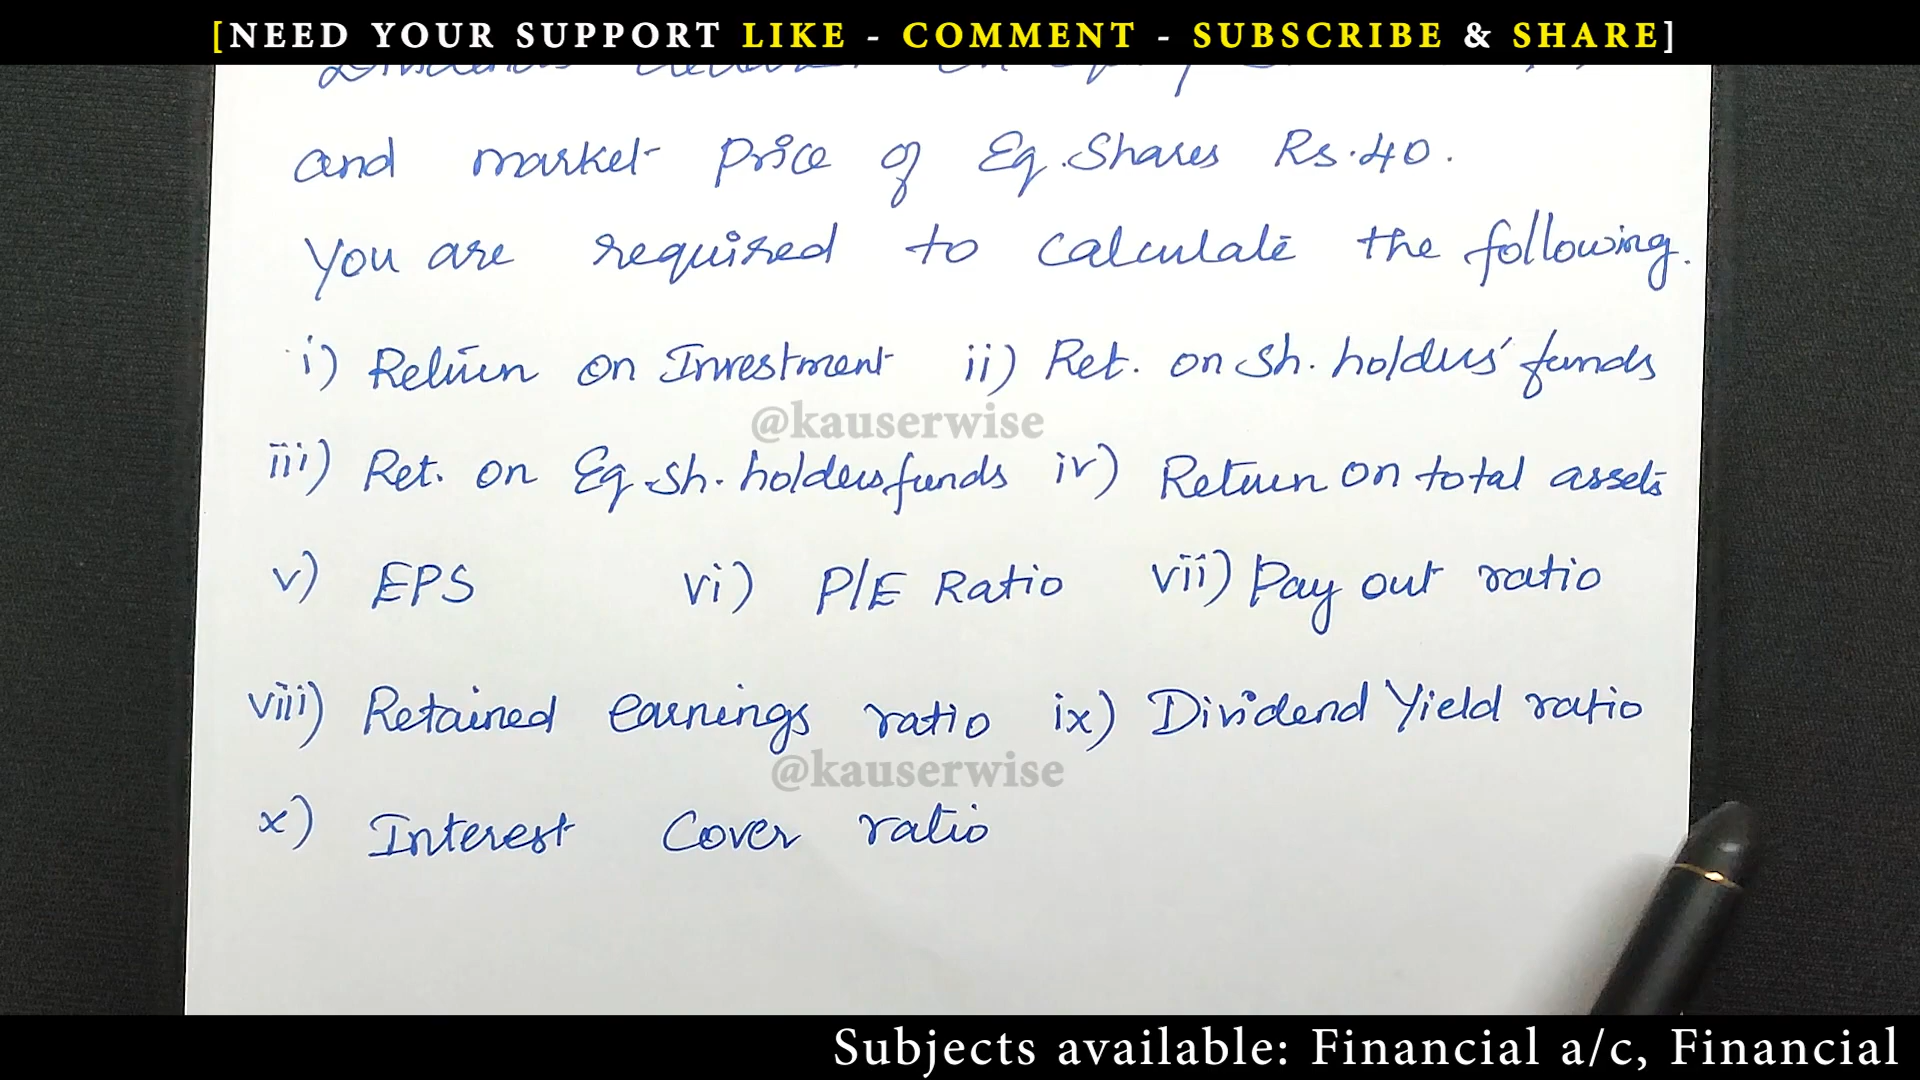 [NEED YOUR SUPPORT LIKE - COMMENT - SUBSCRIBE & SHARE]
and market Price of Eq. Shares Rs. 40.
You are required to calculate the following.
i) Return on Investment ii) Ret. on Sh. holders' funds
@kauserwise
iii) Ret. on Eq. Sh. holders funds iv) Return on total assets
v) EPS vi) P/E Ratio vii) Pay out ratio
viii) Retained earnings ratio ix) Dividend Yield ratio
@kauserwise
x) Interest Cover ratio
Subjects available: Financial a/c, Financial